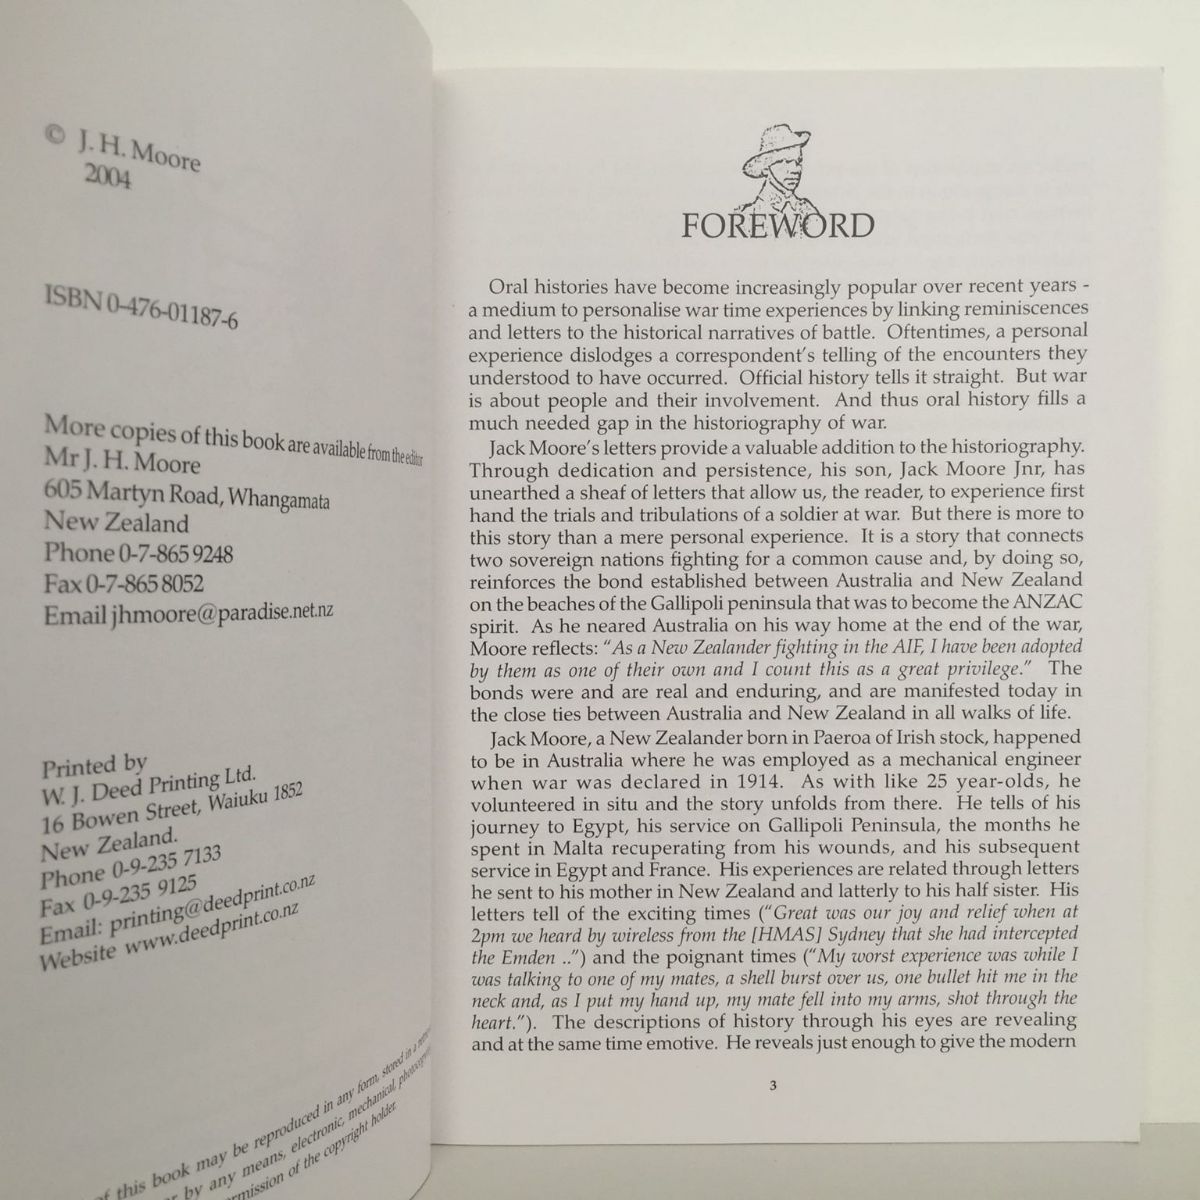 © J. H. Moore
2004
ISBN 0-476-01187-6
More copies of this book are available from the editor
Mr J. H. Moore
605 Martyn Road, Whangamata
New Zealand
Phone 0-7-865 9248
Fax 0-7-865 8052
Email jhmoore@paradise.net.nz
Printed by
W. J. Deed Printing Ltd.
16 Bowen Street, Waiuku 1852
New Zealand.
Phone 0-9-235 7133
Fax 0-9-235 9125
Email: printing@deedprint.co.nz
Website www.deedprint.co.nz
of this book may be reproduced in any form, stored in a
or by any means, electronic, mechanical,
of the copyright holder.
FOREWORD
Oral histories have become increasingly popular over recent years -
a medium to personalise war time experiences by linking reminiscences
and letters to the historical narratives of battle. Oftentimes, a personal
experience dislodges a correspondent's telling of the encounters they
understood to have occurred. Official history tells it straight. But war
is about people and their involvement. And thus oral history fills a
much needed gap in the historiography of war.
Jack Moore's letters provide a valuable addition to the historiography.
Through dedication and persistence, his son, Jack Moore Jnr, has
unearthed a sheaf of letters that allow us, the reader, to experience first
hand the trials and tribulations of a soldier at war. But there is more to
this story than a mere personal experience. It is a story that connects
two sovereign nations fighting for a common cause and, by doing so,
reinforces the bond established between Australia and New Zealand
on the beaches of the Gallipoli peninsula that was to become the ANZAC
spirit. As he neared Australia on his way home at the end of the war,
Moore reflects: "As a New Zealander fighting in the AIF, I have been adopted
by them as one of their own and I count this as a great privilege." The
bonds were and are real and enduring, and are manifested today in
the close ties between Australia and New Zealand in all walks of life.
Jack Moore, a New Zealander born in Paeroa of Irish stock, happened
to be in Australia where he was employed as a mechanical engineer
when war was declared in 1914. As with like 25 year-olds, he
volunteered in situ and the story unfolds from there. He tells of his
journey to Egypt, his service on Gallipoli Peninsula, the months he
spent in Malta recuperating from his wounds, and his subsequent
service in Egypt and France. His experiences are related through letters
he sent to his mother in New Zealand and latterly to his half sister. His
letters tell of the exciting times ("Great was our joy and relief when at
2pm we heard by wireless from the [HMAS] Sydney that she had intercepted
the Emden ..") and the poignant times ("My worst experience was while I
was talking to one of my mates, a shell burst over us, one bullet hit me in the
neck and, as I put my hand up, my mate fell into my arms, shot through the
heart."). The descriptions of history through his eyes are revealing
and at the same time emotive. He reveals just enough to give the modern
3